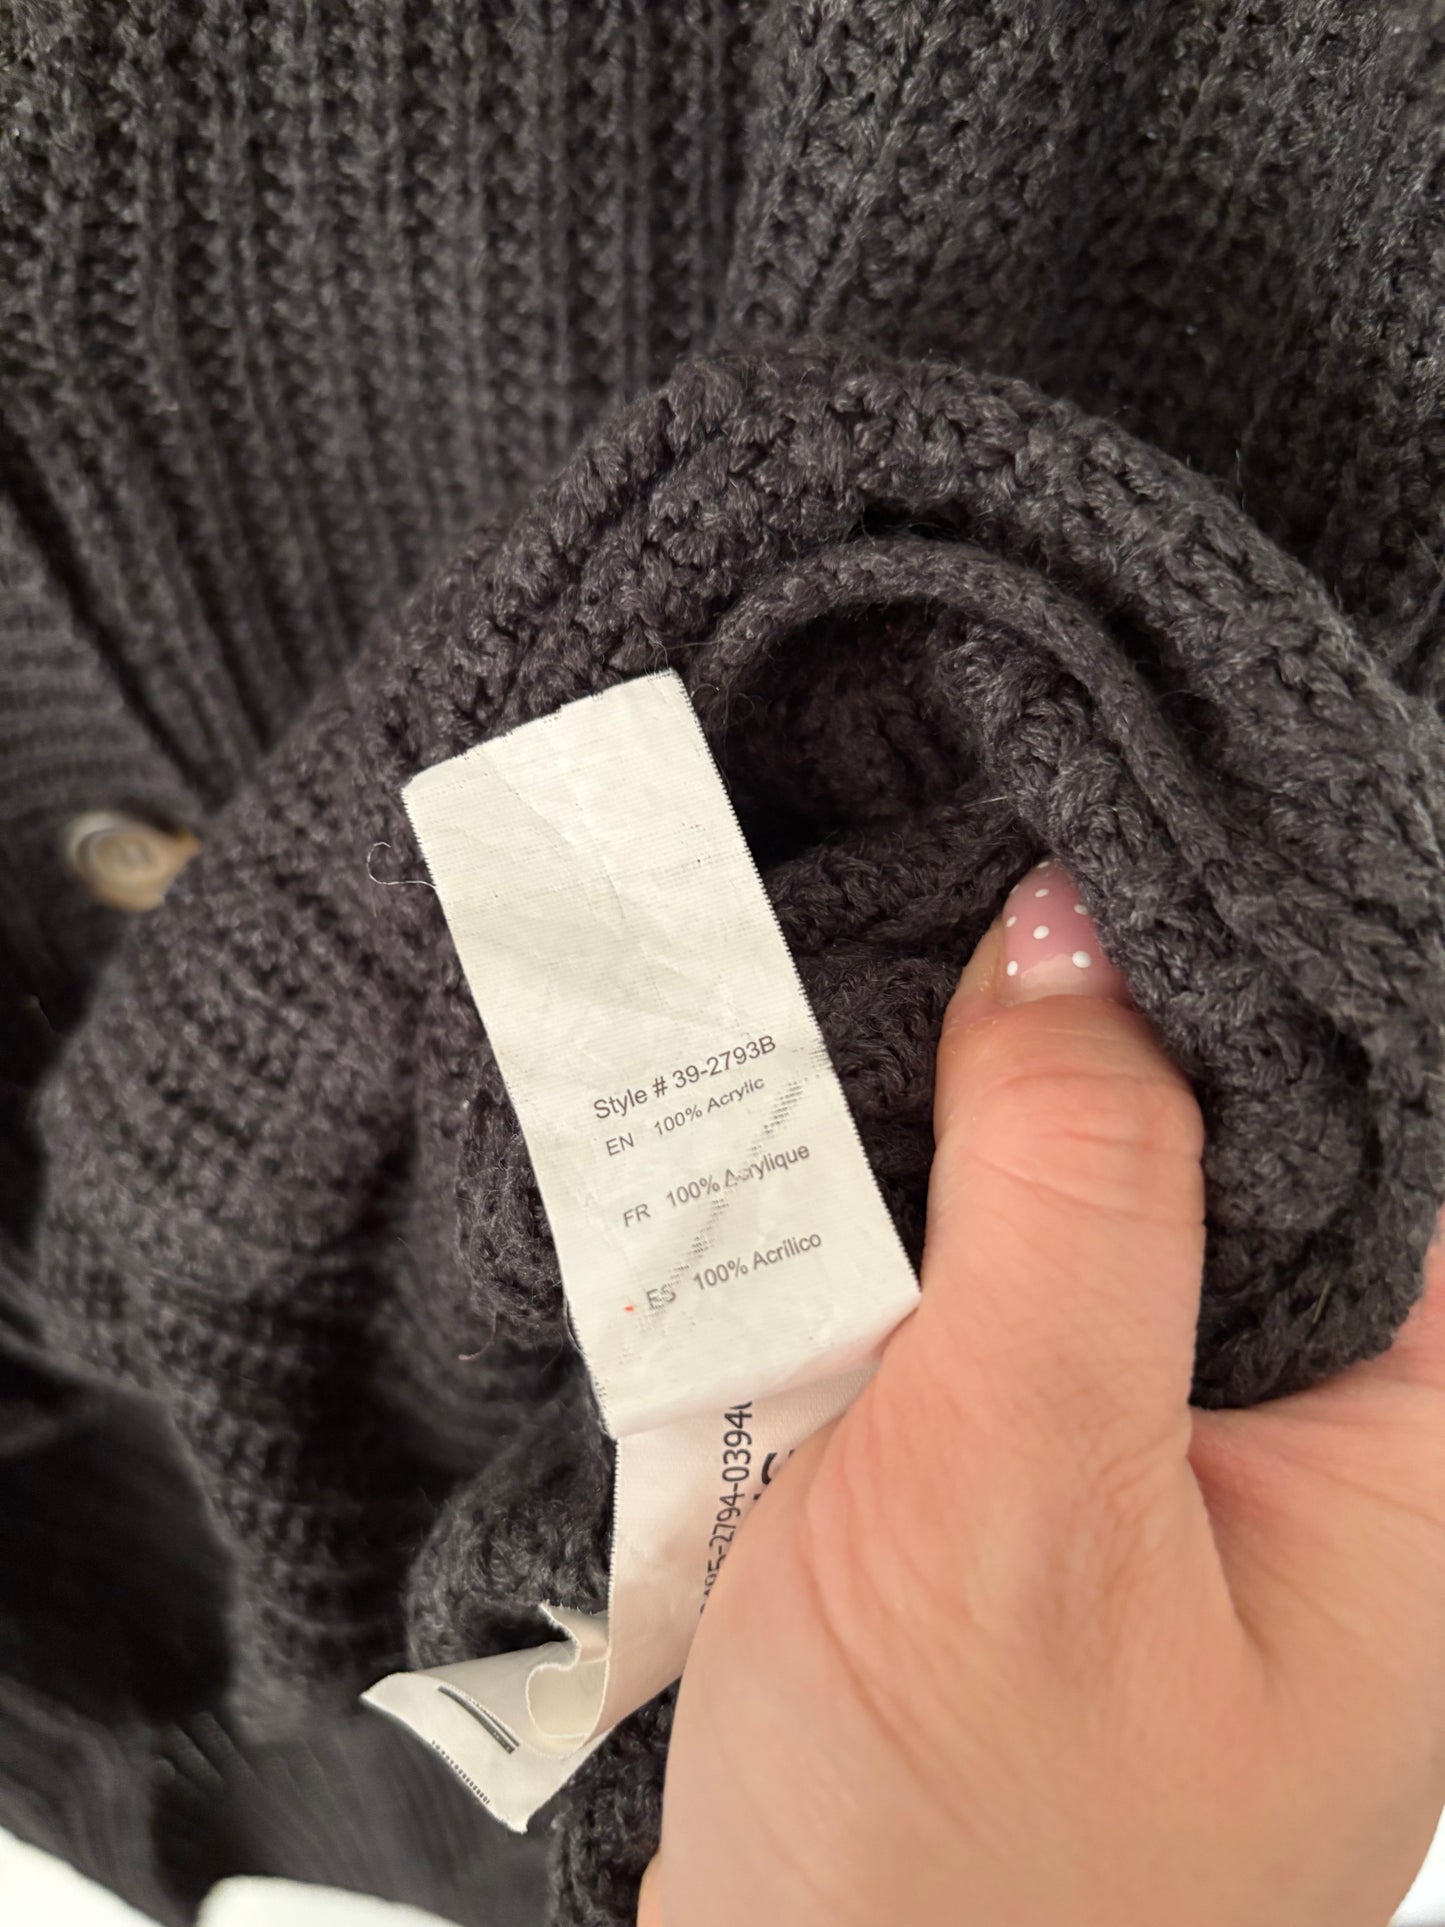 Style # 39-2793B
EN 100% Acrylic
FR 100% Acrylique
ES 100% Acrílico